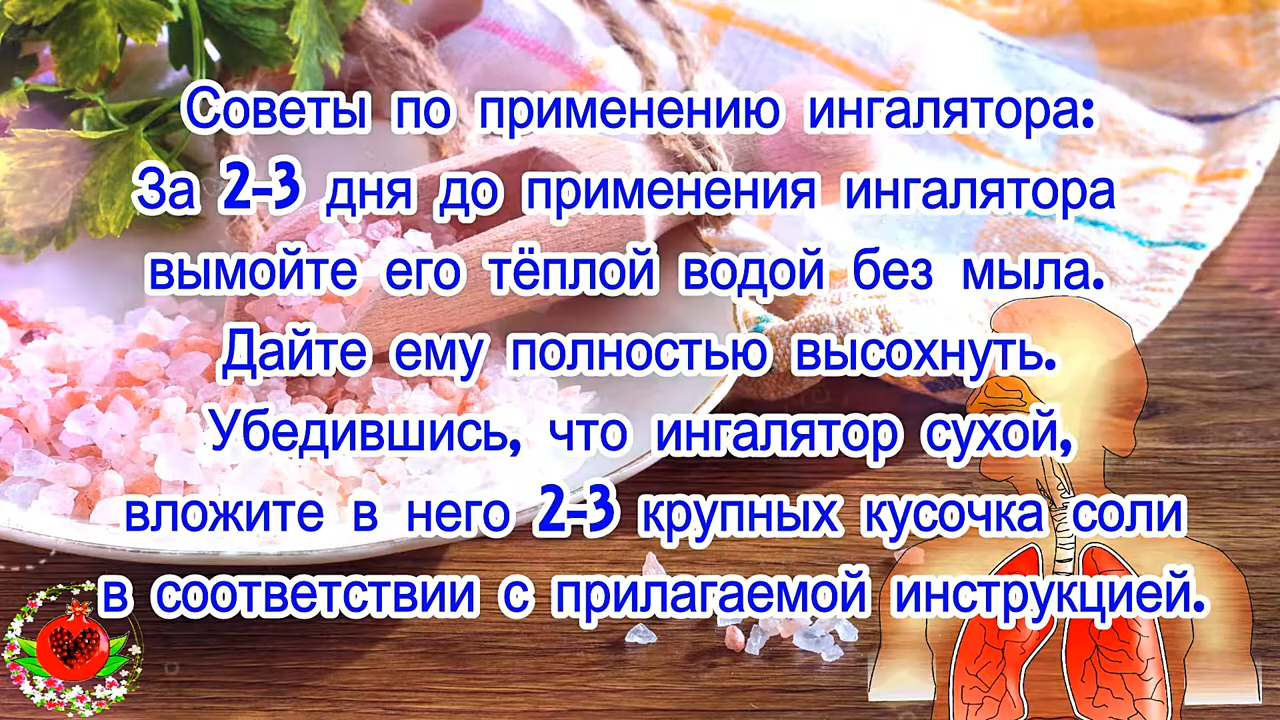 Советы по применению ингалятора:
За 2-3 дня до применения ингалятора
вымойте его тёплой водой без мыла.
Дайте ему полностью высохнуть.
Убедившись, что ингалятор сухой,
вложите в него 2-3 крупных кусочка соли
в соответствии с прилагаемой инструкцией.